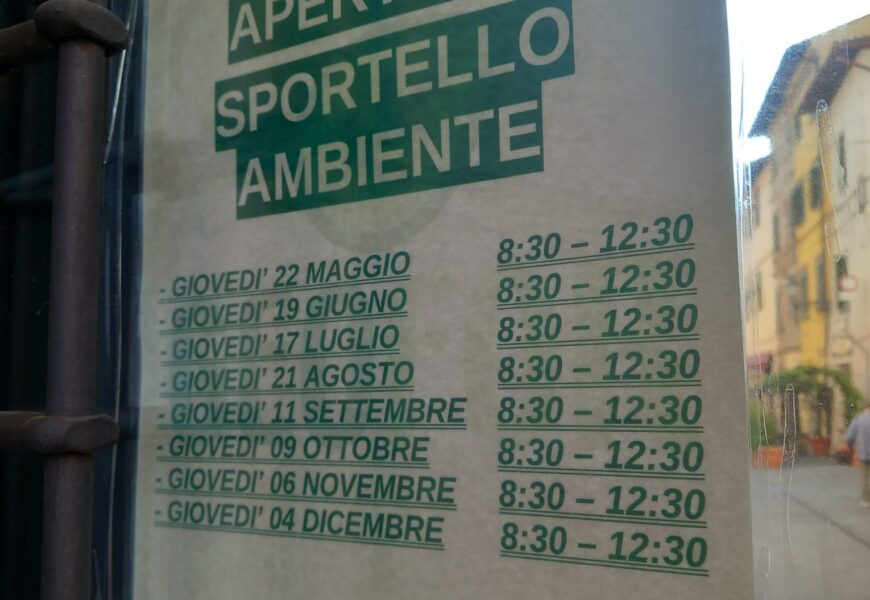 SPORTELLO
AMBIENTE
- GIOVEDI' 22 MAGGIO 8:30 – 12:30
- GIOVEDI' 19 GIUGNO 8:30 – 12:30
- GIOVEDI' 17 LUGLIO 8:30 – 12:30
- GIOVEDI' 21 AGOSTO 8:30 – 12:30
- GIOVEDI' 11 SETTEMBRE 8:30 – 12:30
- GIOVEDI' 09 OTTOBRE 8:30 – 12:30
- GIOVEDI' 06 NOVEMBRE 8:30 – 12:30
- GIOVEDI' 04 DICEMBRE 8:30 – 12:30